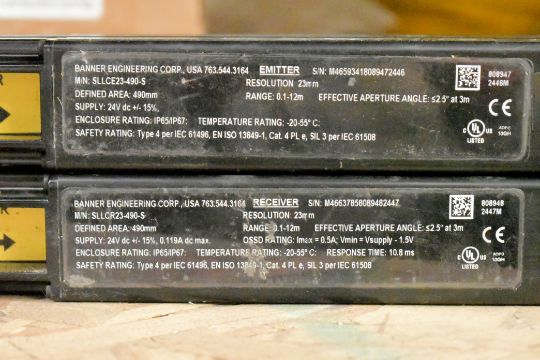 ER
BANNER ENGINEERING CORP., USA 763.544.3164 EMITTER S/N: M46593418089472446
M/N: SLLCE23-490-S RESOLUTION: 23mm
DEFINED AREA: 490mm RANGE: 0.1-12m EFFECTIVE APERTURE ANGLE: ≤2.5° at 3m
SUPPLY: 24V dc +/- 15%,
ENCLOSURE RATING: IP65/IP67: TEMPERATURE RATING: -20-55° C:
SAFETY RATING: Type 4 per IEC 61496, EN ISO 13849-1, Cat. 4 PL e, SIL 3 per IEC 61508
808947
2446M
CE
C UL US
LISTED
ER
BANNER ENGINEERING CORP., USA 763.544.3164 RECEIVER S/N: M46637858089482447
M/N: SLLCR23-490-S RESOLUTION: 23mm
DEFINED AREA: 490mm RANGE: 0.1-12m EFFECTIVE APERTURE ANGLE: ≤2.5° at 3m
SUPPLY: 24V dc +/- 15%, 0.119A dc max. OSSD RATING: Imax = 0.5A; Vmin = Vsupply - 1.5V
ENCLOSURE RATING: IP65/IP67: TEMPERATURE RATING: -20-55° C: RESPONSE TIME: 10.8 ms
SAFETY RATING: Type 4 per IEC 61496, EN ISO 13849-1, Cat. 4 PL e, SIL 3 per IEC 61508
808948
2447M
CE
C UL US
LISTED